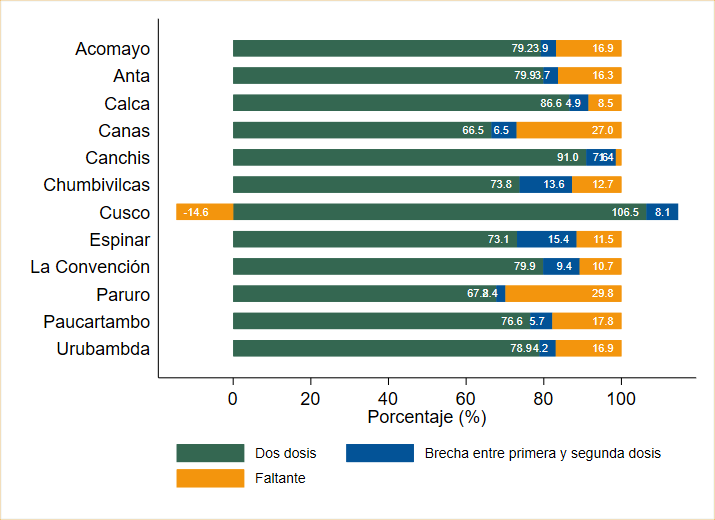 Acomayo 79.2 3.9 16.9
Anta 79.9 3.7 16.3
Calca 86.6 4.9 8.5
Canas 66.5 6.5 27.0
Canchis 91.0
Chumbivilcas 73.8 13.6 12.7
Cusco -14.6 106.5 8.1
Espinar 73.1 15.4 11.5
La Convención 79.9 9.4 10.7
Paruro 29.8
Paucartambo 76.6 5.7 17.8
Urubambda 78.9 4.2 16.9
0 20 40 60 80 100
Porcentaje (%)
Dos dosis Brecha entre primera y segunda dosis
Faltante